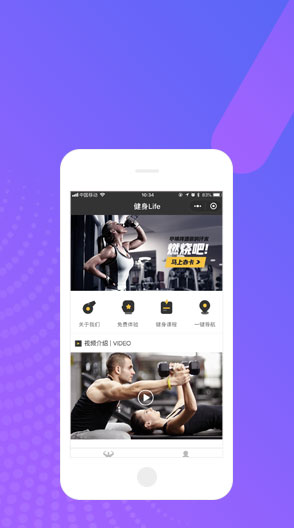 中国移动
10:34
83%
健身Life
燃烧吧!
马上办卡
关于我们
免费体验
健身课程
一键导航
视频介绍 | VIDEO